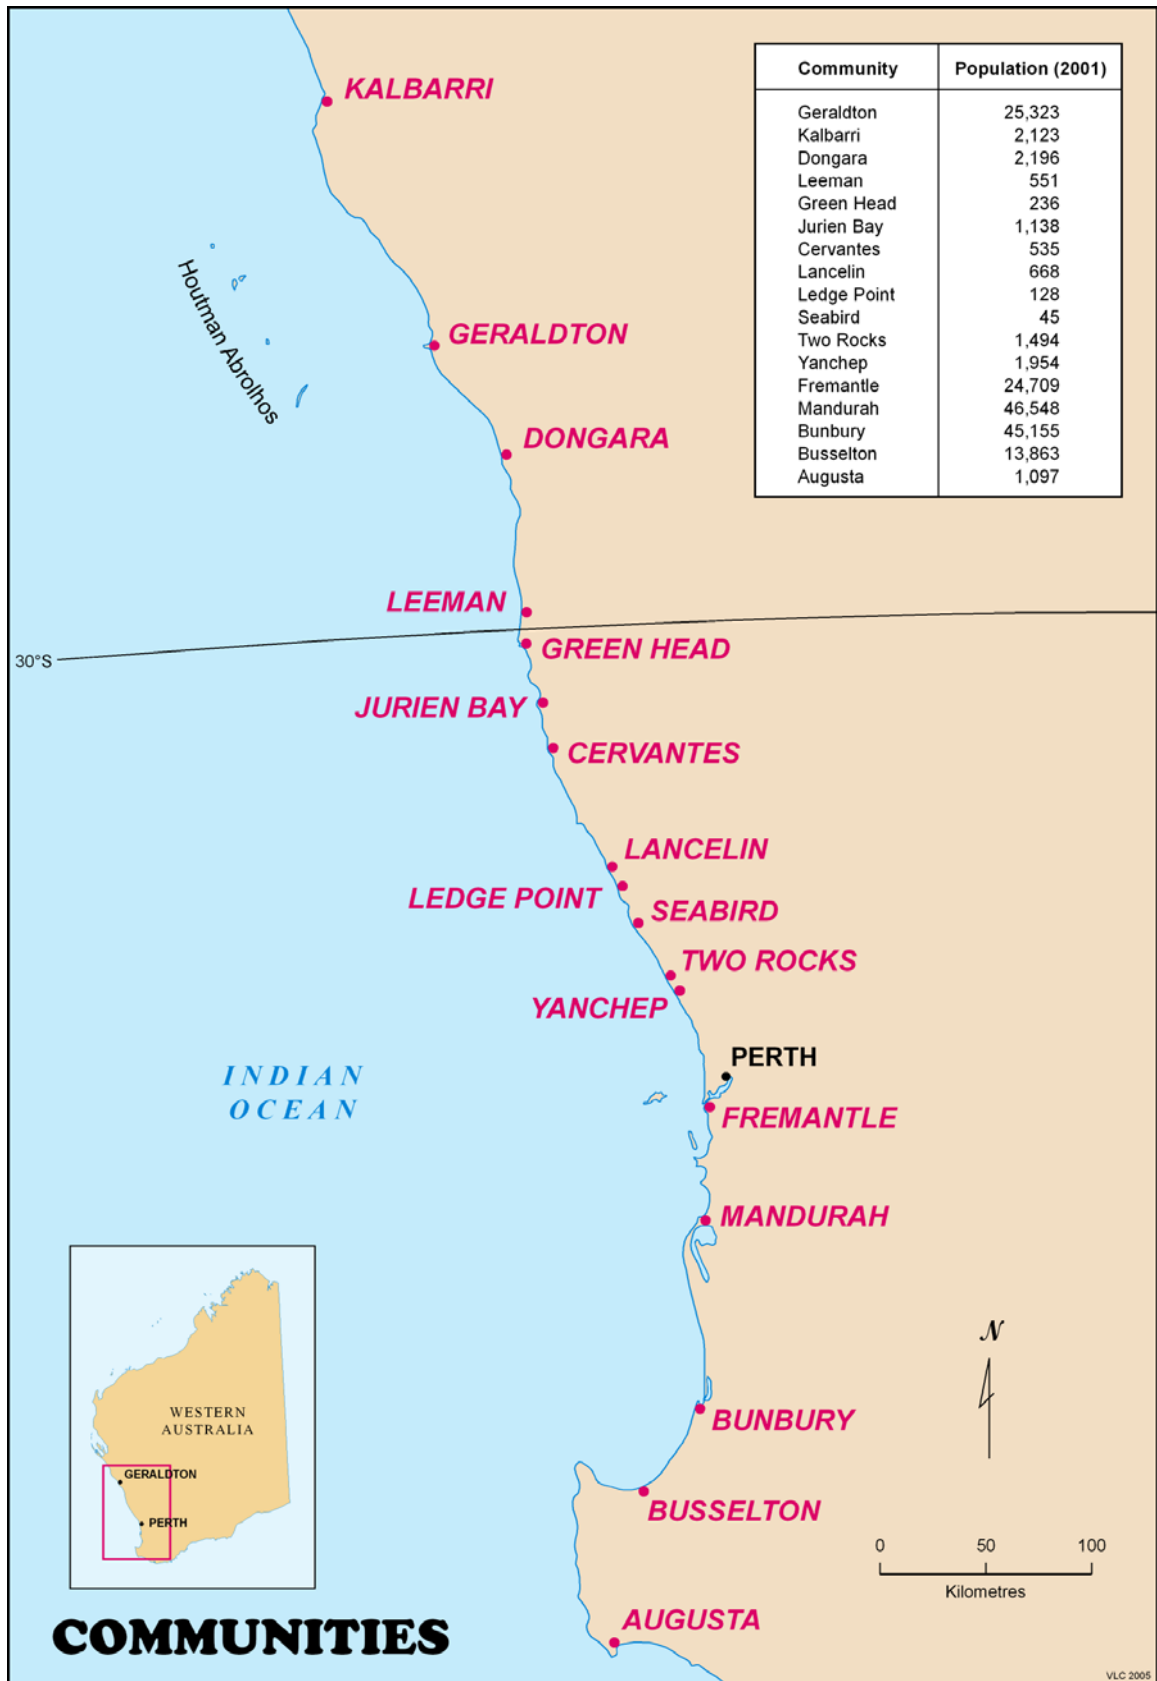 KALBARRI
Community Population (2001)
Geraldton 25,323
Kalbarri 2,123
Dongara 2,196
Leeman 551
Green Head 236
Jurien Bay 1,138
Cervantes 535
Lancelin 668
Ledge Point 128
Seabird 45
Two Rocks 1,494
Yanchep 1,954
Fremantle 24,709
Mandurah 46,548
Bunbury 45,155
Busselton 13,863
Augusta 1,097
Houtman Abrolhos
GERALDTON
DONGARA
LEEMAN
30°S
GREEN HEAD
JURIEN BAY
CERVANTES
LANCELIN
LEDGE POINT
SEABIRD
TWO ROCKS
YANCHEP
PERTH
INDIAN
OCEAN
FREMANTLE
MANDURAH
N
BUNBURY
WESTERN
AUSTRALIA
GERALDTON
PERTH
BUSSELTON
0 50 100
Kilometres
AUGUSTA
COMMUNITIES
VLC 2005